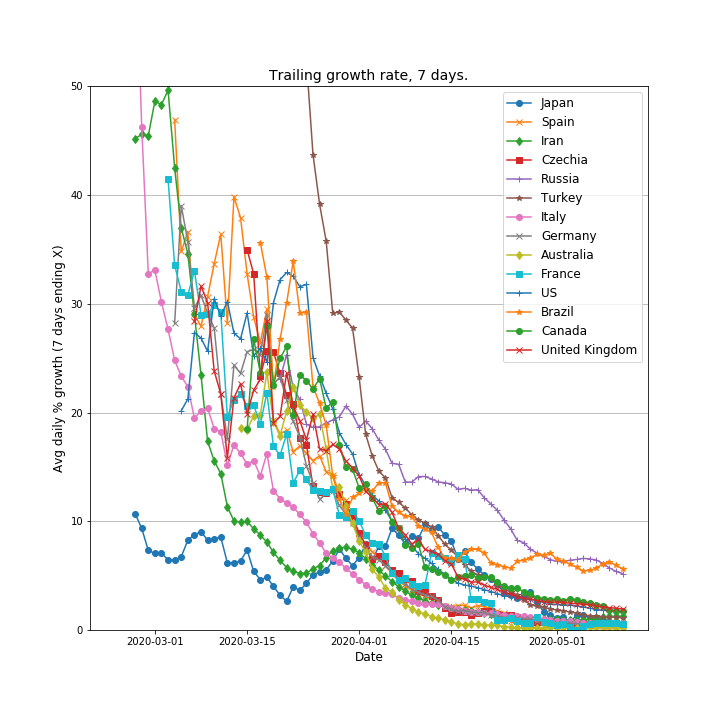 Trailing growth rate, 7 days.
Avg daily % growth (7 days ending X)
50
40
30
20
10
0
2020-03-01
2020-03-15
2020-04-01
2020-04-15
2020-05-01
Date
Japan
Spain
Iran
Czechia
Russia
Turkey
Italy
Germany
Australia
France
US
Brazil
Canada
United Kingdom